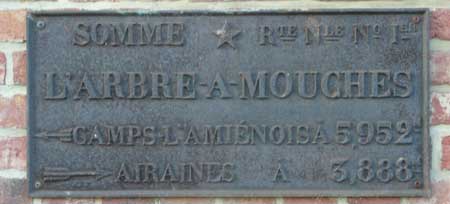 SOMME ★ RTE NLE NO 1ER
L'ARBRE-A-MOUCHES
CAMPS-L'AMIÉNOIS À 5,952
AIRAINES À 3,888